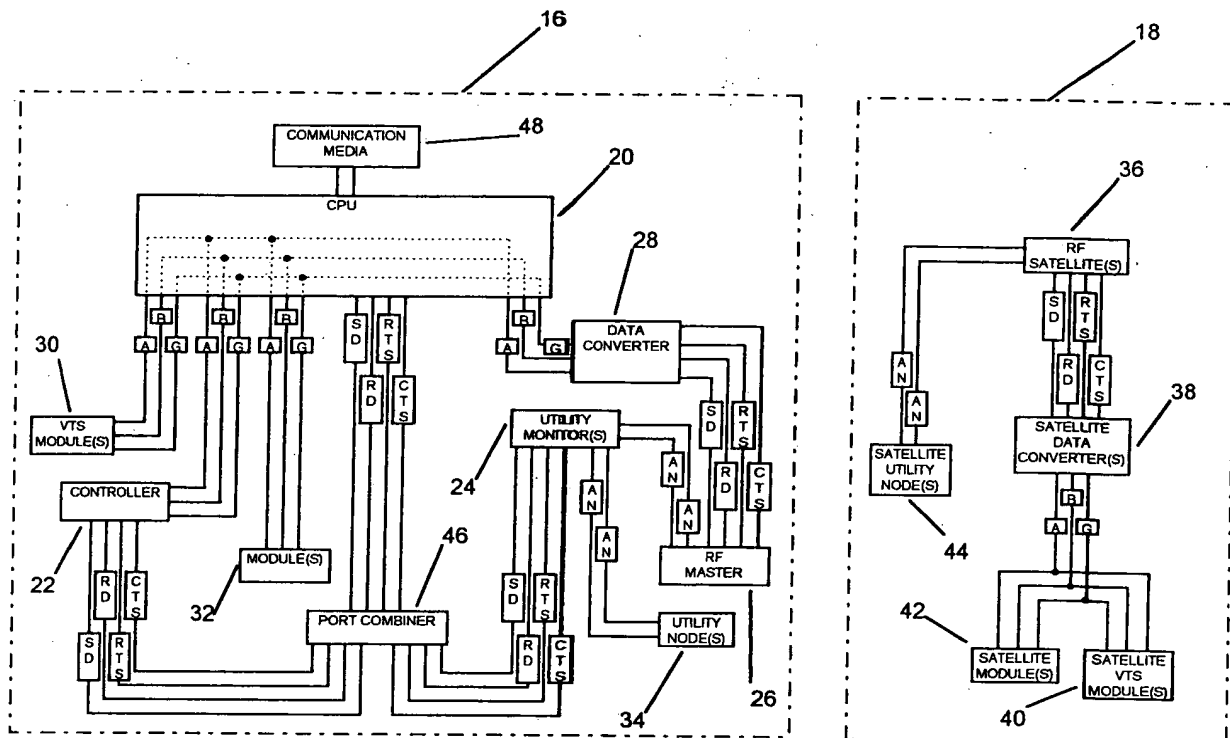 16
18
COMMUNICATION
MEDIA
48
20
CPU
36
28
RF
SATELLITE(S)
B
B
B
B
SD
RTS
A
G
A
G
A
G
A
G
SD
RTS
RD
CTS
DATA
CONVERTER
30
RD
CTS
AN
AN
38
VTS
MODULE(S)
UTILITY
MONITOR(S)
SD
RTS
RD
CTS
SATELLITE
DATA
CONVERTER(S)
24
AN
AN
SATELLITE
UTILITY
NODE(S)
CONTROLLER
AN
AN
B
A
G
22
MODULE(S)
32
46
RF
MASTER
44
RD
CTS
SD
RTS
SD
RTS
RD
CTS
PORT COMBINER
UTILITY
NODE(S)
42
SATELLITE
MODULE(S)
SATELLITE
VTS
MODULE(S)
34
26
40